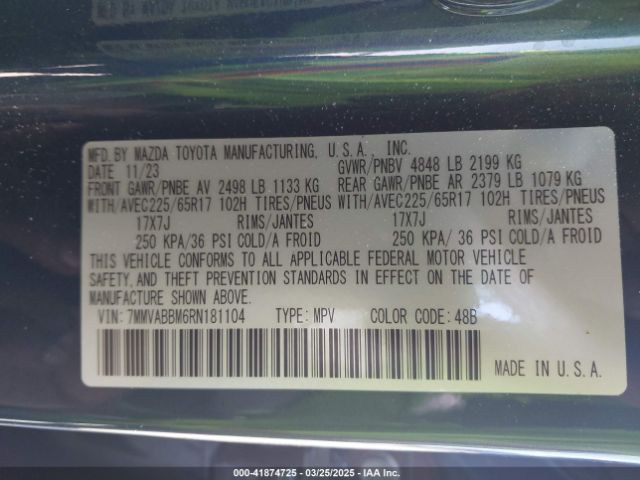 MFD.BY MAZDA TOYOTA MANUFACTURING, U.S.A., INC.
DATE 11/23 GVWR/PNBV 4848 LB 2199 KG
FRONT GAWR/PNBE AV 2498 LB 1133 KG REAR GAWR/PNBE AR 2379 LB 1079 KG
WITH/AVEC225/65R17 102H TIRES/PNEUS WITH/AVEC225/65R17 102H TIRES/PNEUS
17X7J RIMS/JANTES 17X7J RIMS/JANTES
250 KPA/36 PSI COLD/A FROID 250 KPA/ 36 PSI COLD/A FROID
THIS VEHICLE CONFORMS TO ALL APPLICABLE FEDERAL MOTOR VEHICLE
SAFETY, AND THEFT PREVENTION STANDARDS IN EFFECT ON THE DATE OF
MANUFACTURE SHOWN ABOVE.
VIN:7MMVABBM6RN181104 TYPE: MPV COLOR CODE:48B
MADE IN U.S.A.
000-41874725 - 03/25/2025 - IAA Inc.